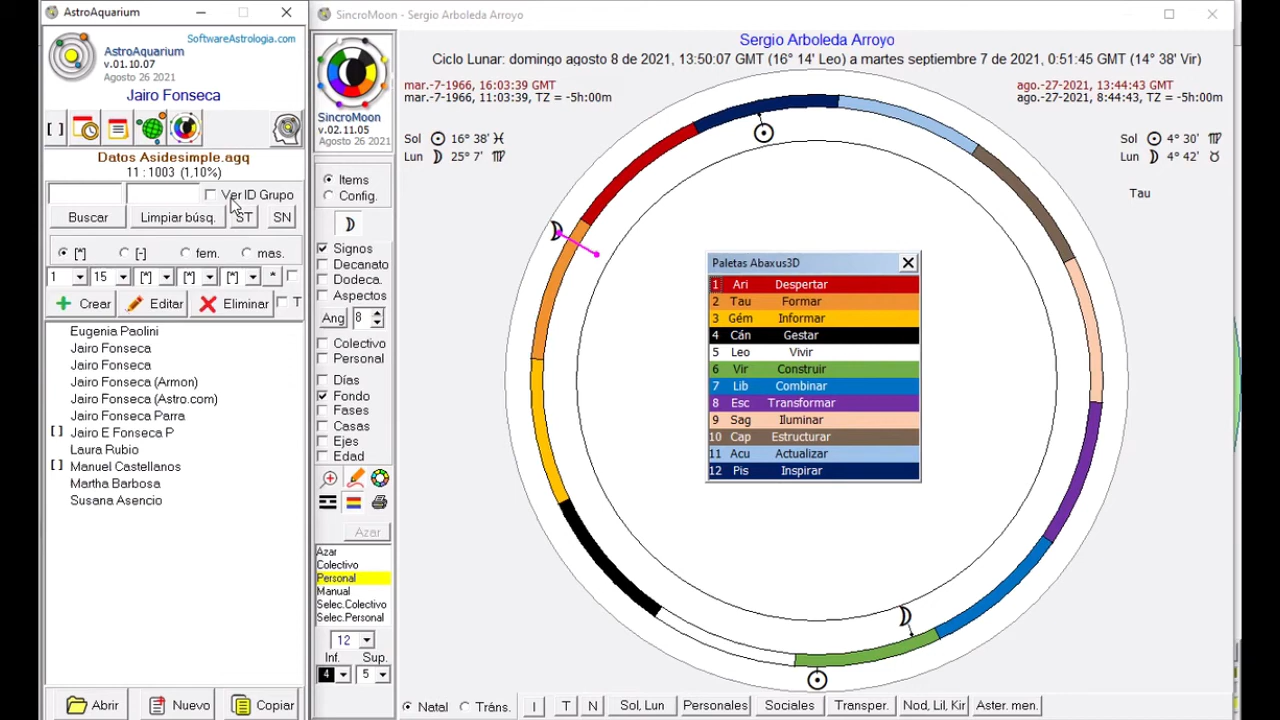 AstroAquarium
SoftwareAstrologia.com
AstroAquarium
v.01.10.07
Agosto 26 2021
Jairo Fonseca
[ ]
Datos Asidesimple.agq
11 : 1003 (1,10%)
Ver ID Grupo
Buscar
Limpiar búsq.
ST
SN
[*]
[-]
fem.
mas.
1
15
[*]
[*]
[*]
*
Crear
Editar
Eliminar
T
Eugenia Paolini
Jairo Fonseca
Jairo Fonseca
Jairo Fonseca (Armon)
Jairo Fonseca (Astro.com)
Jairo Fonseca Parra
[ ] Jairo E Fonseca P
Laura Rubio
[ ] Manuel Castellanos
Martha Barbosa
Susana Asencio
Abrir
Nuevo
Copiar
SincroMoon - Sergio Arboleda Arroyo
SincroMoon
v.02.11.05
Agosto 26 2021
Items
Config.
Signos
Decanato
Dodeca.
Aspectos
Ang
8
Colectivo
Personal
Días
Fondo
Fases
Casas
Ejes
Edad
Azar
Azar
Colectivo
Personal
Manual
Selec.Colectivo
Selec.Personal
12
Inf.
Sup.
4
5
Sergio Arboleda Arroyo
Ciclo Lunar: domingo agosto 8 de 2021, 13:50:07 GMT (16° 14' Leo) a martes septiembre 7 de 2021, 0:51:45 GMT (14° 38' Vir)
mar.-7-1966, 16:03:39 GMT
mar.-7-1966, 11:03:39, TZ = -5h:00m
Sol ☉ 16° 38' ♓
Lun ☽ 25° 7' ♍
ago.-27-2021, 13:44:43 GMT
ago.-27-2021, 8:44:43, TZ = -5h:00m
Sol ☉ 4° 30' ♍
Lun ☽ 4° 42' ♉
Tau
Paletas Abaxus3D
1 Ari Despertar
2 Tau Formar
3 Gém Informar
4 Cán Gestar
5 Leo Vivir
6 Vir Construir
7 Lib Combinar
8 Esc Transformar
9 Sag Iluminar
10 Cap Estructurar
11 Acu Actualizar
12 Pis Inspirar
Natal
Tráns.
I
T
N
Sol, Lun
Personales
Sociales
Transper.
Nod, Lil, Kir
Aster. men.